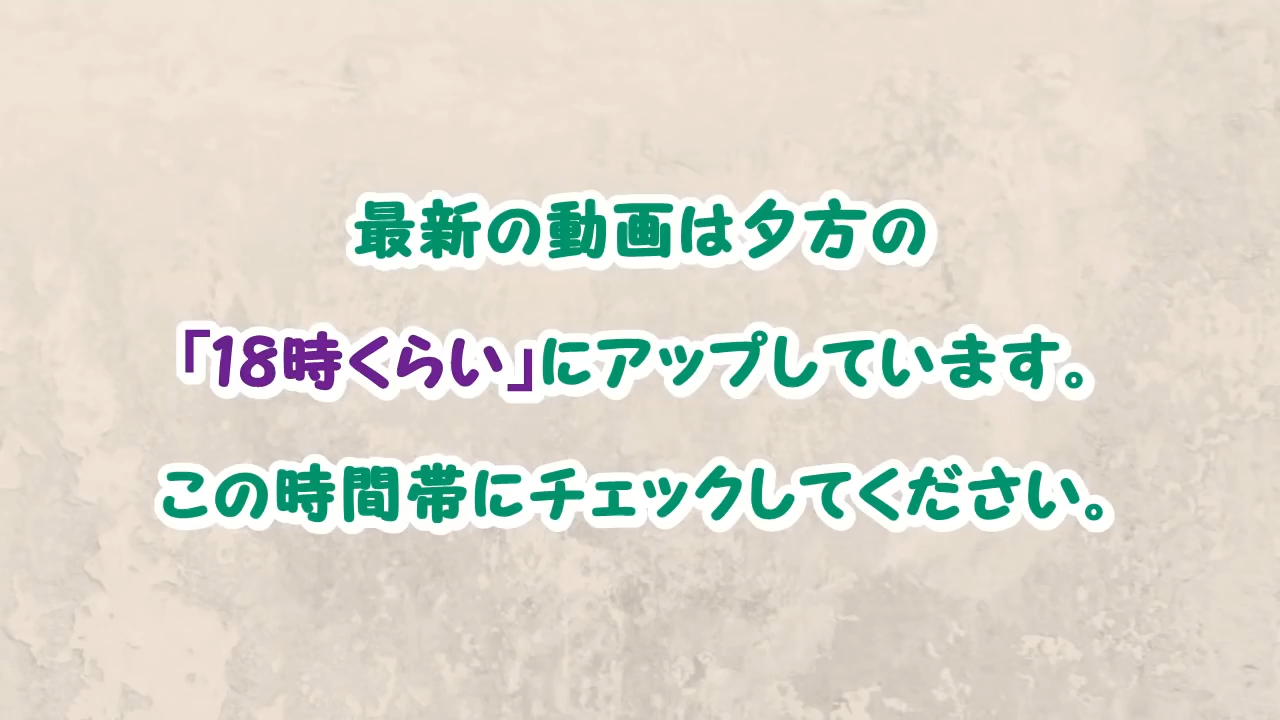 最新の動画は夕方の
「18時くらい」にアップしています。
この時間帯にチェックしてください。